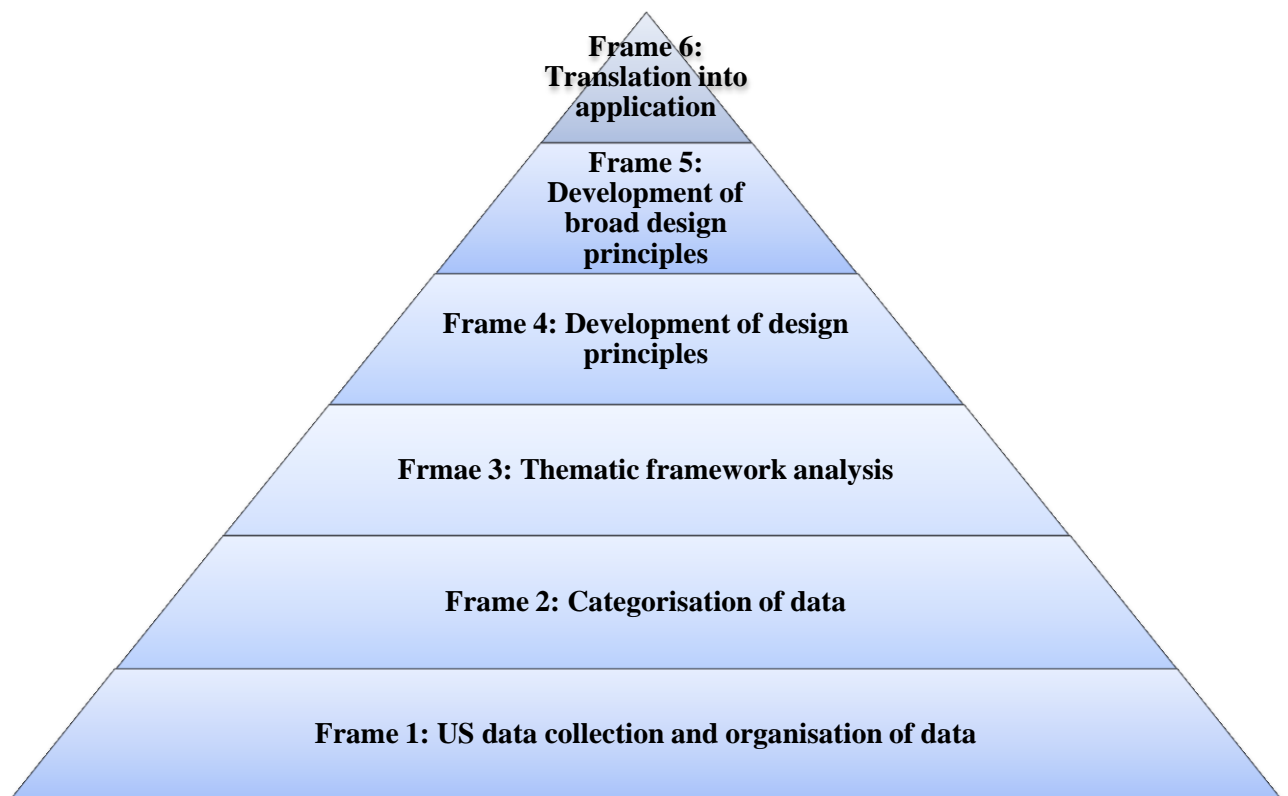 Frame 6:
Translation into
application
Frame 5:
Development of
broad design
principles
Frame 4: Development of design
principles
Frmae 3: Thematic framework analysis
Frame 2: Categorisation of data
Frame 1: US data collection and organisation of data